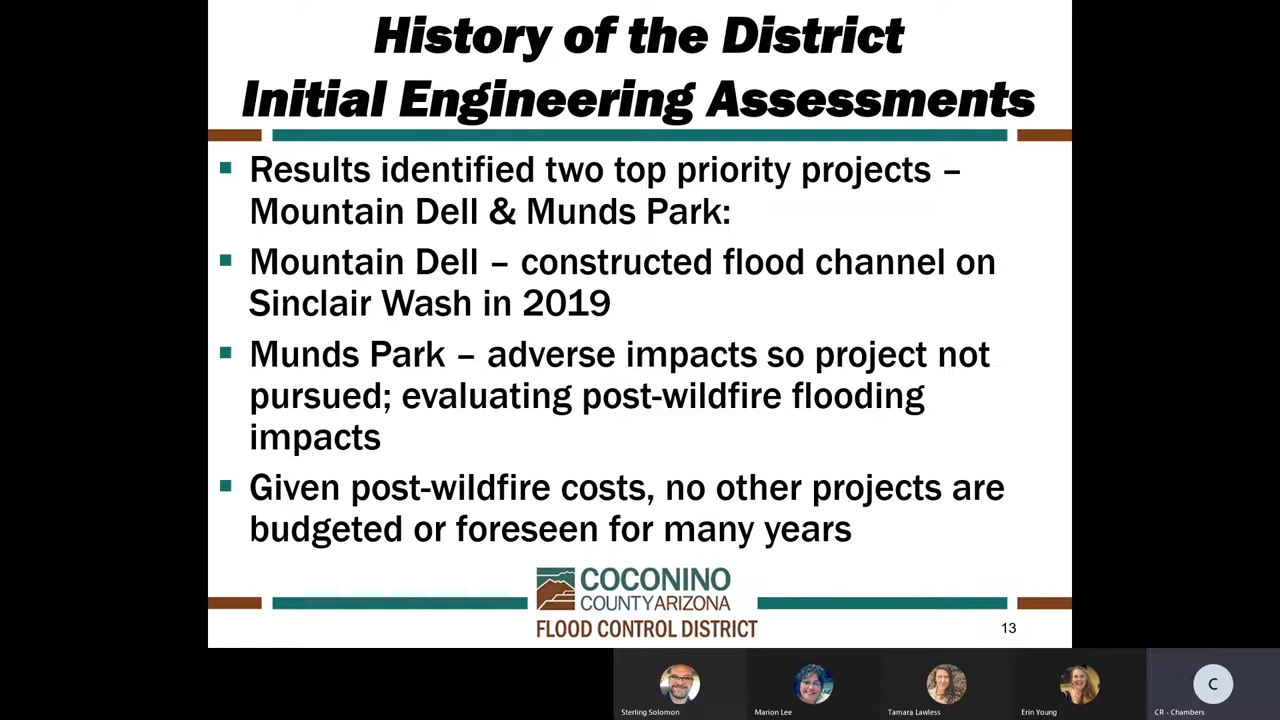 History of the District
Initial Engineering Assessments
▪ Results identified two top priority projects –
Mountain Dell & Munds Park:
▪ Mountain Dell – constructed flood channel on
Sinclair Wash in 2019
▪ Munds Park – adverse impacts so project not
pursued; evaluating post-wildfire flooding
impacts
▪ Given post-wildfire costs, no other projects are
budgeted or foreseen for many years
COCONINO
COUNTY ARIZONA
FLOOD CONTROL DISTRICT
13
C
Sterling Solomon
Marion Lee
Tamara Lawless
Erin Young
CR - Chambers